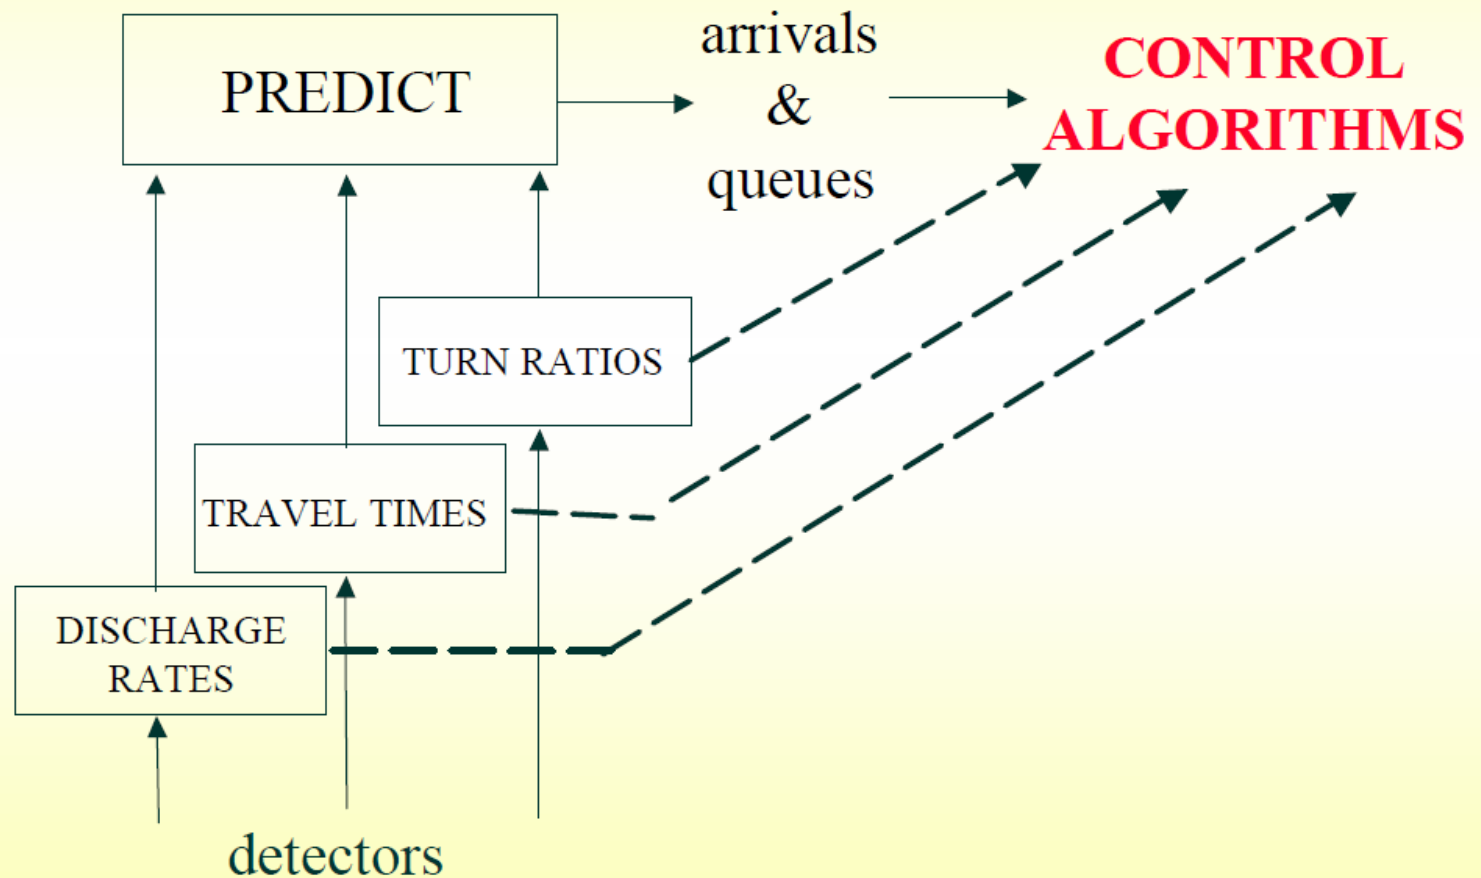 PREDICT
arrivals
&
queues
CONTROL
ALGORITHMS
TURN RATIOS
TRAVEL TIMES
DISCHARGE
RATES
detectors